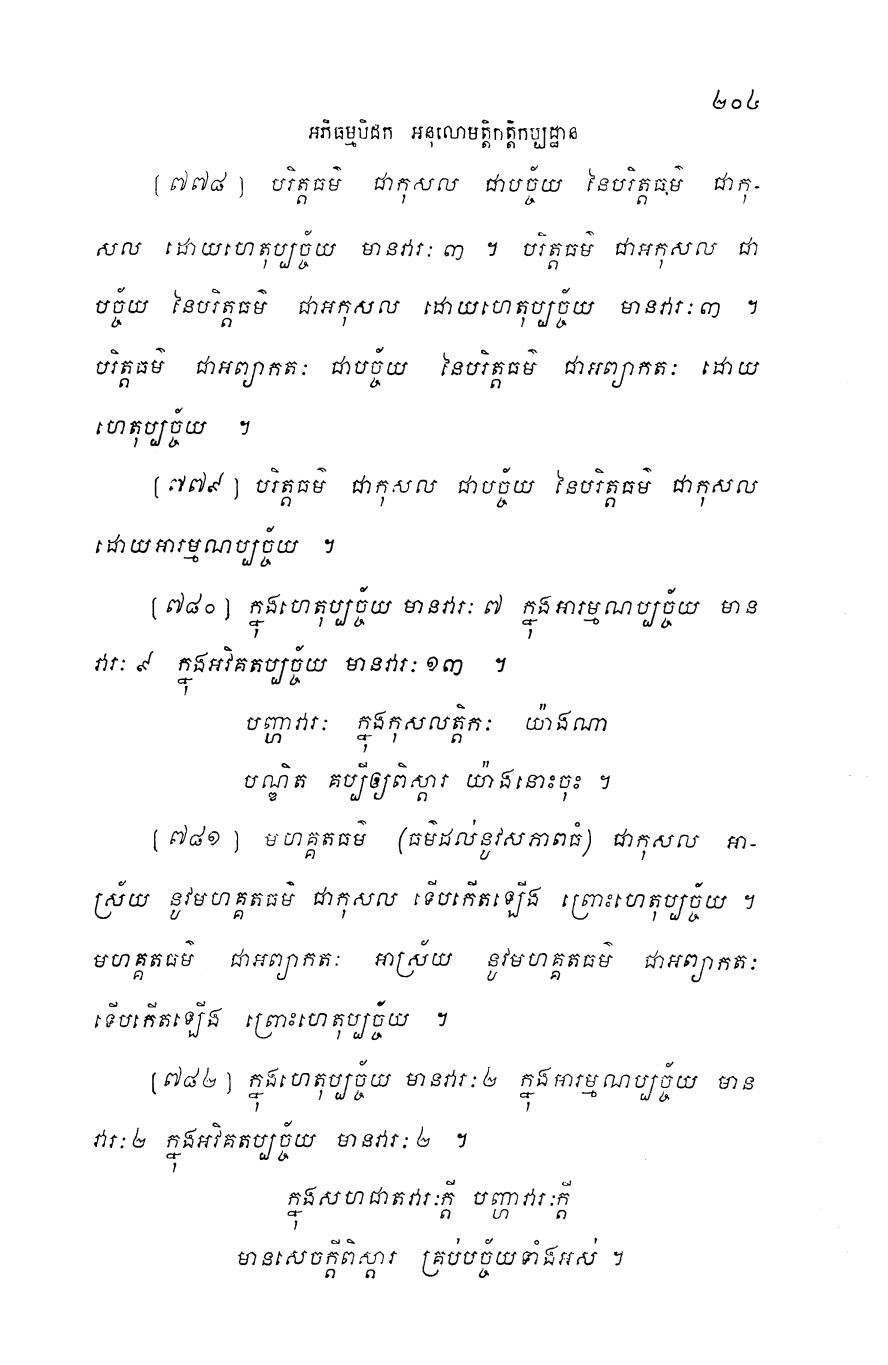 ២០៤
អភិធម្មបិដក អនុលោមត្តិកត្តិកប្បដ្ឋាន
[៧៧៨] បរិត្តធម៌ ជាកុសល ជាបច្ច័យ នៃបរិត្តធម៌ ជាកុ-
សល ដោយហេតុប្បច្ច័យ មានវារៈ ៣ ។ បរិត្តធម៌ ជាអកុសល ជា
បច្ច័យ នៃបរិត្តធម៌ ជាអកុសល ដោយហេតុប្បច្ច័យ មានវារៈ ៣ ។
បរិត្តធម៌ ជាអព្យាកតៈ ជាបច្ច័យ នៃបរិត្តធម៌ ជាអព្យាកតៈ ដោយ
ហេតុប្បច្ច័យ ។
[៧៧៩] បរិត្តធម៌ ជាកុសល ជាបច្ច័យ នៃបរិត្តធម៌ ជាកុសល
ដោយអារម្មណប្បច្ច័យ ។
[៧៨០] ក្នុងហេតុប្បច្ច័យ មានវារៈ ៧ ក្នុងអារម្មណប្បច្ច័យ មាន
វារៈ ៩ ក្នុងអវិគតប្បច្ច័យ មានវារៈ ១៣ ។
បញ្ហាវារៈ ក្នុងកុសលត្តិកៈ យ៉ាងណា
បណ្ឌិត គប្បីឲ្យពិស្តារ យ៉ាងនោះចុះ ។
[៧៨១] មហគ្គតធម៌ (ធម៌ដល់នូវសភាពធំ) ជាកុសល អា-
ស្រ័យ នូវមហគ្គតធម៌ ជាកុសល ទើបកើតឡើង ព្រោះហេតុប្បច្ច័យ ។
មហគ្គតធម៌ ជាអព្យាកតៈ អាស្រ័យ នូវមហគ្គតធម៌ ជាអព្យាកតៈ
ទើបកើតឡើង ព្រោះហេតុប្បច្ច័យ ។
[៧៨២] ក្នុងហេតុប្បច្ច័យ មានវារៈ ២ ក្នុងអារម្មណប្បច្ច័យ មាន
វារៈ ២ ក្នុងអវិគតប្បច្ច័យ មានវារៈ ២ ។
ក្នុងសហជាតវារៈក្តី បញ្ហាវារៈក្តី
មានសេចក្តីពិស្តារ គ្រប់បច្ច័យទាំងអស់ ។